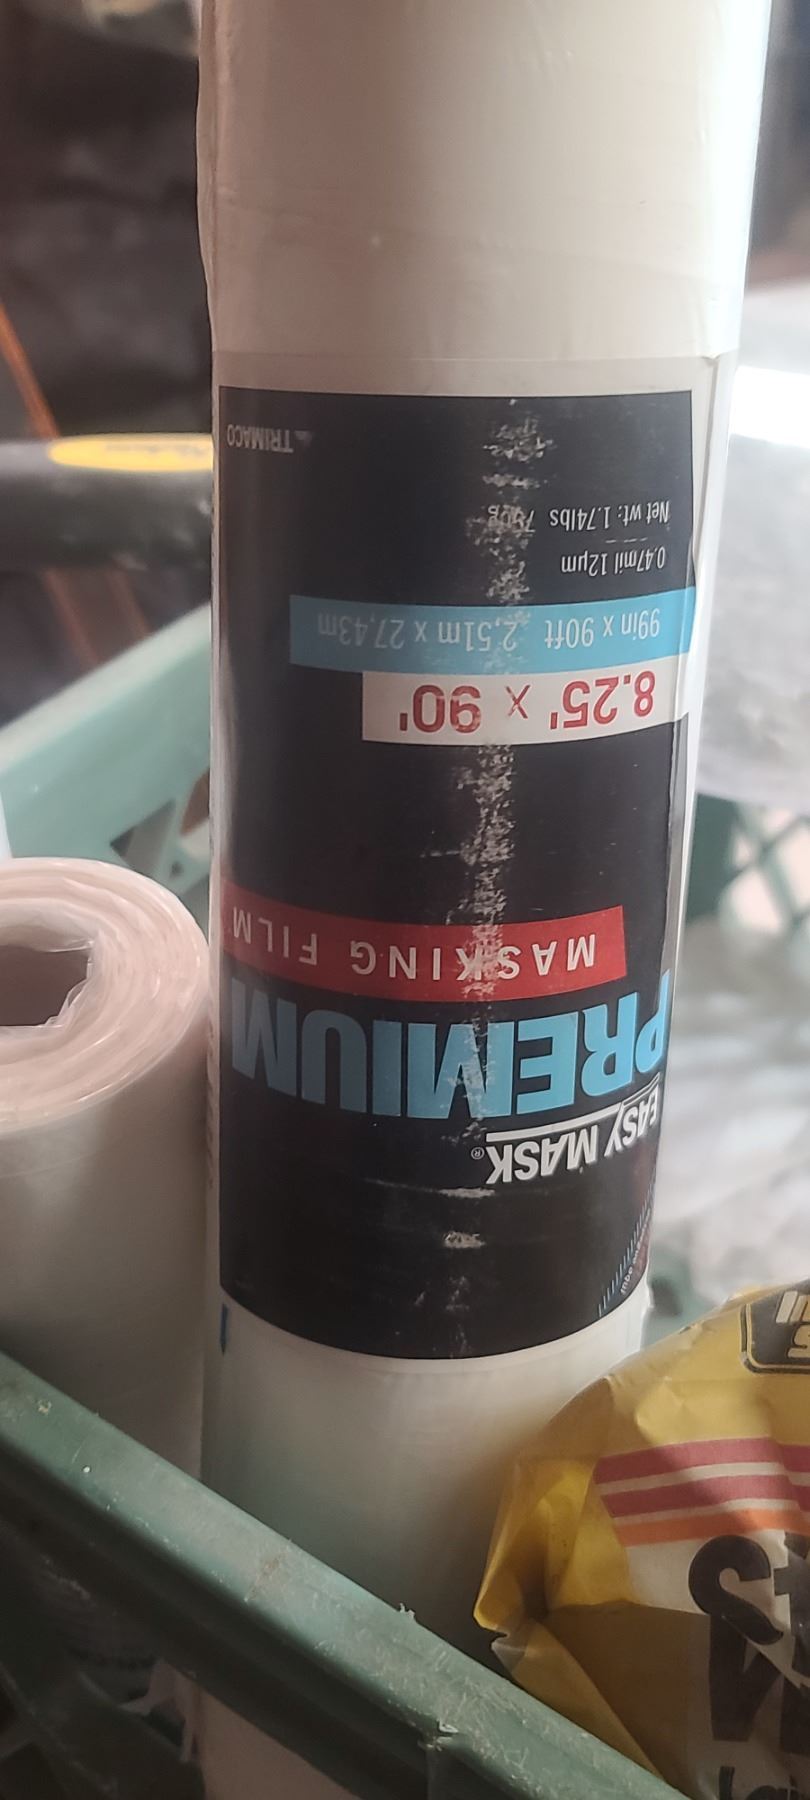 EASY MASK®
PREMIUM
MASKING FILM
8.25' x 90'
99in x 90ft 2,51m x 27,43m
0.47mil 12µm
Net wt: 1.74lbs
TRIMACO